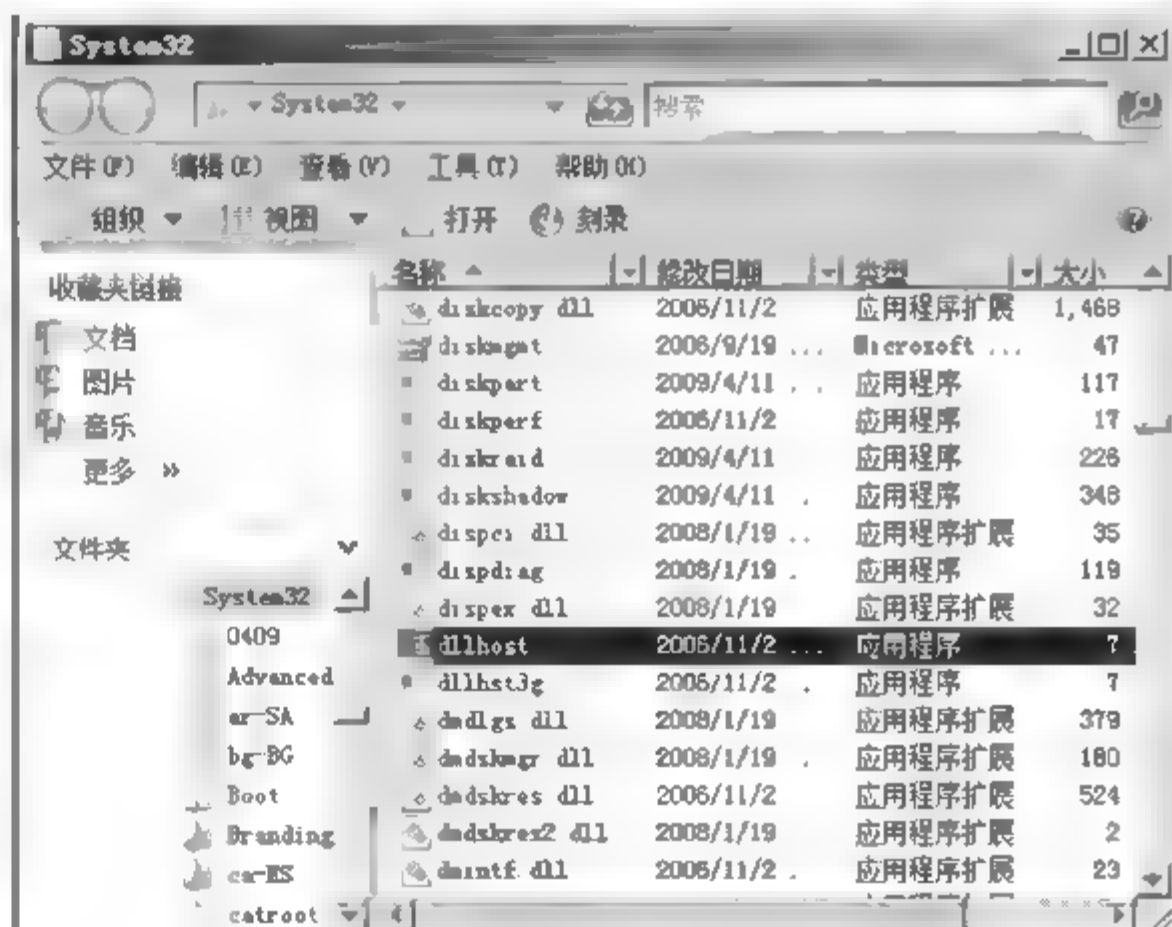 System32
System32
搜索
文件(F) 编辑(E) 查看(V) 工具(T) 帮助(H)
组织 视图 打开 刻录
收藏夹链接
文档
图片
音乐
更多 »
文件夹
System32
0409
Advanced
ar-SA
bg-BG
Boot
Branding
ca-ES
catroot
名称 修改日期 类型 大小
diskcopy dll 2006/11/2 应用程序扩展 1,468
diskmgmt 2006/9/19 ... Microsoft ... 47
diskpart 2009/4/11 . . 应用程序 117
diskperf 2006/11/2 应用程序 17
diskraid 2009/4/11 应用程序 226
diskshadow 2009/4/11 . 应用程序 348
dispci dll 2008/1/19 .. 应用程序扩展 35
dispdiag 2008/1/19 . 应用程序 119
dispex dll 2008/1/19 应用程序扩展 32
dllhost 2006/11/2 ... 应用程序 7
dllhst3g 2006/11/2 . 应用程序 7
dmdlgs dll 2008/1/19 应用程序扩展 379
dmdskmgr dll 2008/1/19 . 应用程序扩展 180
dmdskres dll 2006/11/2 应用程序扩展 524
dmdskres2 dll 2008/1/19 应用程序扩展 2
dmintf dll 2006/11/2 . 应用程序扩展 23